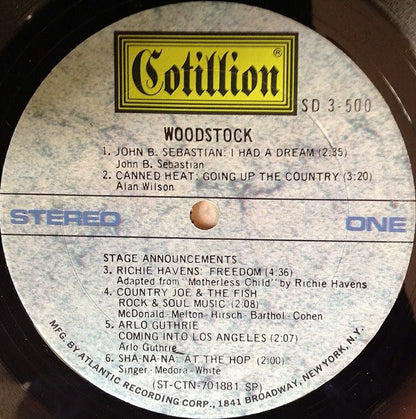 Cotillion ®
SD 3-500
WOODSTOCK
1. JOHN B. SEBASTIAN: I HAD A DREAM (2:35)
John B. Sebastian
2. CANNED HEAT: GOING UP THE COUNTRY (3:20)
Alan Wilson
STEREO ONE
STAGE ANNOUNCEMENTS
3. RICHIE HAVENS: FREEDOM (4:36)
Adapted from "Motherless Child" by Richie Havens
4. COUNTRY JOE & THE FISH
ROCK & SOUL MUSIC (2:08)
McDonald-Melton-Hirsch-Barthol-Cohen
5. ARLO GUTHRIE
COMING INTO LOS ANGELES (2:07)
Arlo Guthrie
6. SHA-NA-NA: AT THE HOP (2:00)
Singer-Medora-White
(ST-CTN-701881 SP)
MFG. BY ATLANTIC RECORDING CORP., 1841 BROADWAY, NEW YORK, N.Y.